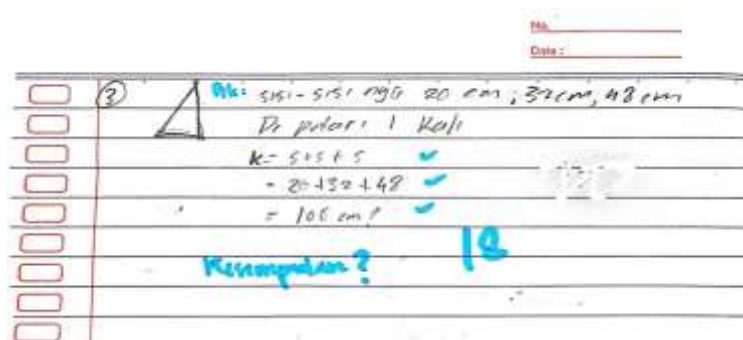 No.
Date :
③ Dik: sisi-sisi nya 20 cm, 32 cm, 48 cm
Di putari 1 kali
k = s+s+s
= 20+32+48
= 100 cm
18
Kesimpulan?